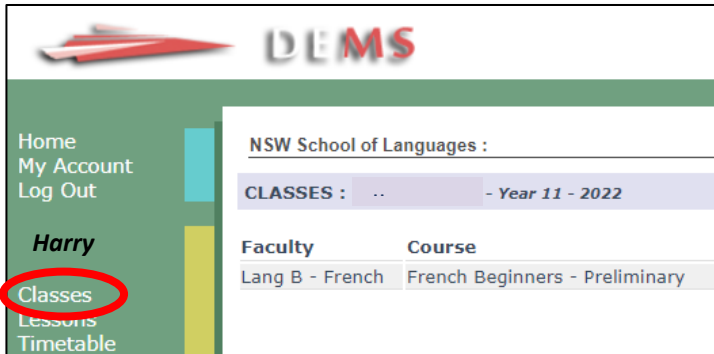 DEMS
Home
My Account
Log Out
Harry
Classes
Lessons
Timetable
NSW School of Languages :
CLASSES : - Year 11 - 2022
Faculty Course
Lang B - French French Beginners - Preliminary